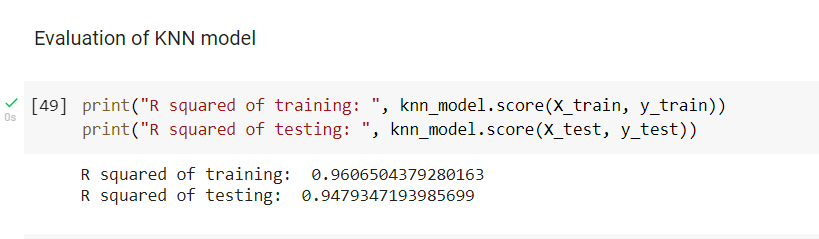 Evaluation of KNN model
[49] print("R squared of training: ", knn_model.score(X_train, y_train))
0s print("R squared of testing: ", knn_model.score(X_test, y_test))
R squared of training:  0.9606504379280163
R squared of testing:  0.9479347193985699